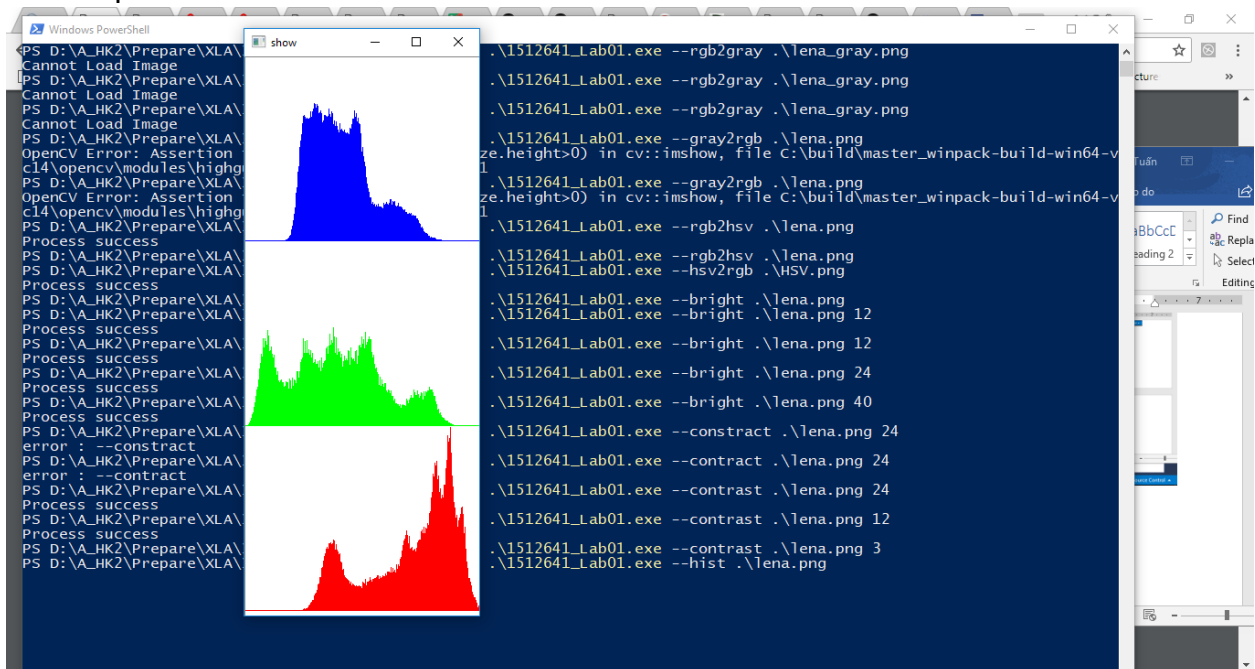 Windows PowerShell
show
PS D:\A_HK2\Prepare\XLA\ .\1512641_Lab01.exe --rgb2gray .\lena_gray.png
Cannot Load Image
PS D:\A_HK2\Prepare\XLA\ .\1512641_Lab01.exe --rgb2gray .\lena_gray.png
Cannot Load Image
PS D:\A_HK2\Prepare\XLA\ .\1512641_Lab01.exe --rgb2gray .\lena_gray.png
Cannot Load Image
PS D:\A_HK2\Prepare\XLA\ .\1512641_Lab01.exe --gray2rgb .\lena.png
OpenCV Error: Assertion ze.height>0) in cv::imshow, file C:\build\master_winpack-build-win64-v
c14\opencv\modules\highg 1
PS D:\A_HK2\Prepare\XLA\ .\1512641_Lab01.exe --gray2rgb .\lena.png
OpenCV Error: Assertion ze.height>0) in cv::imshow, file C:\build\master_winpack-build-win64-v
c14\opencv\modules\highg 1
PS D:\A_HK2\Prepare\XLA\ .\1512641_Lab01.exe --rgb2hsv .\lena.png
Process success
PS D:\A_HK2\Prepare\XLA\ .\1512641_Lab01.exe --rgb2hsv .\lena.png
PS D:\A_HK2\Prepare\XLA\ .\1512641_Lab01.exe --hsv2rgb .\HSV.png
Process success
PS D:\A_HK2\Prepare\XLA\ .\1512641_Lab01.exe --bright .\lena.png
PS D:\A_HK2\Prepare\XLA\ .\1512641_Lab01.exe --bright .\lena.png 12
Process success
PS D:\A_HK2\Prepare\XLA\ .\1512641_Lab01.exe --bright .\lena.png 12
Process success
PS D:\A_HK2\Prepare\XLA\ .\1512641_Lab01.exe --bright .\lena.png 24
Process success
PS D:\A_HK2\Prepare\XLA\ .\1512641_Lab01.exe --bright .\lena.png 40
Process success
PS D:\A_HK2\Prepare\XLA\ .\1512641_Lab01.exe --constract .\lena.png 24
error : --constract
PS D:\A_HK2\Prepare\XLA\ .\1512641_Lab01.exe --contract .\lena.png 24
error : --contract
PS D:\A_HK2\Prepare\XLA\ .\1512641_Lab01.exe --contrast .\lena.png 24
Process success
PS D:\A_HK2\Prepare\XLA\ .\1512641_Lab01.exe --contrast .\lena.png 12
Process success
PS D:\A_HK2\Prepare\XLA\ .\1512641_Lab01.exe --contrast .\lena.png 3
PS D:\A_HK2\Prepare\XLA\ .\1512641_Lab01.exe --hist .\lena.png
cture
Tuấn
o do
aBbCcC
eading 2
Find
Repla
Select
Editing
7